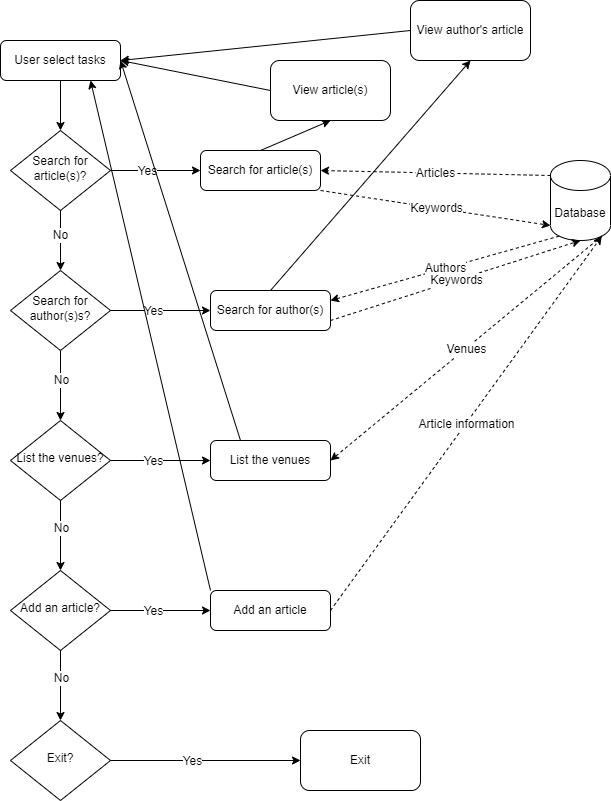 View author's article
User select tasks
View article(s)
Search for
article(s)?
Yes
Search for article(s)
Articles
Keywords
Database
No
Authors
Keywords
Search for
author(s)s?
Yes
Search for author(s)
Venues
No
Article information
List the venues?
Yes
List the venues
No
Add an article?
Yes
Add an article
No
Exit?
Yes
Exit